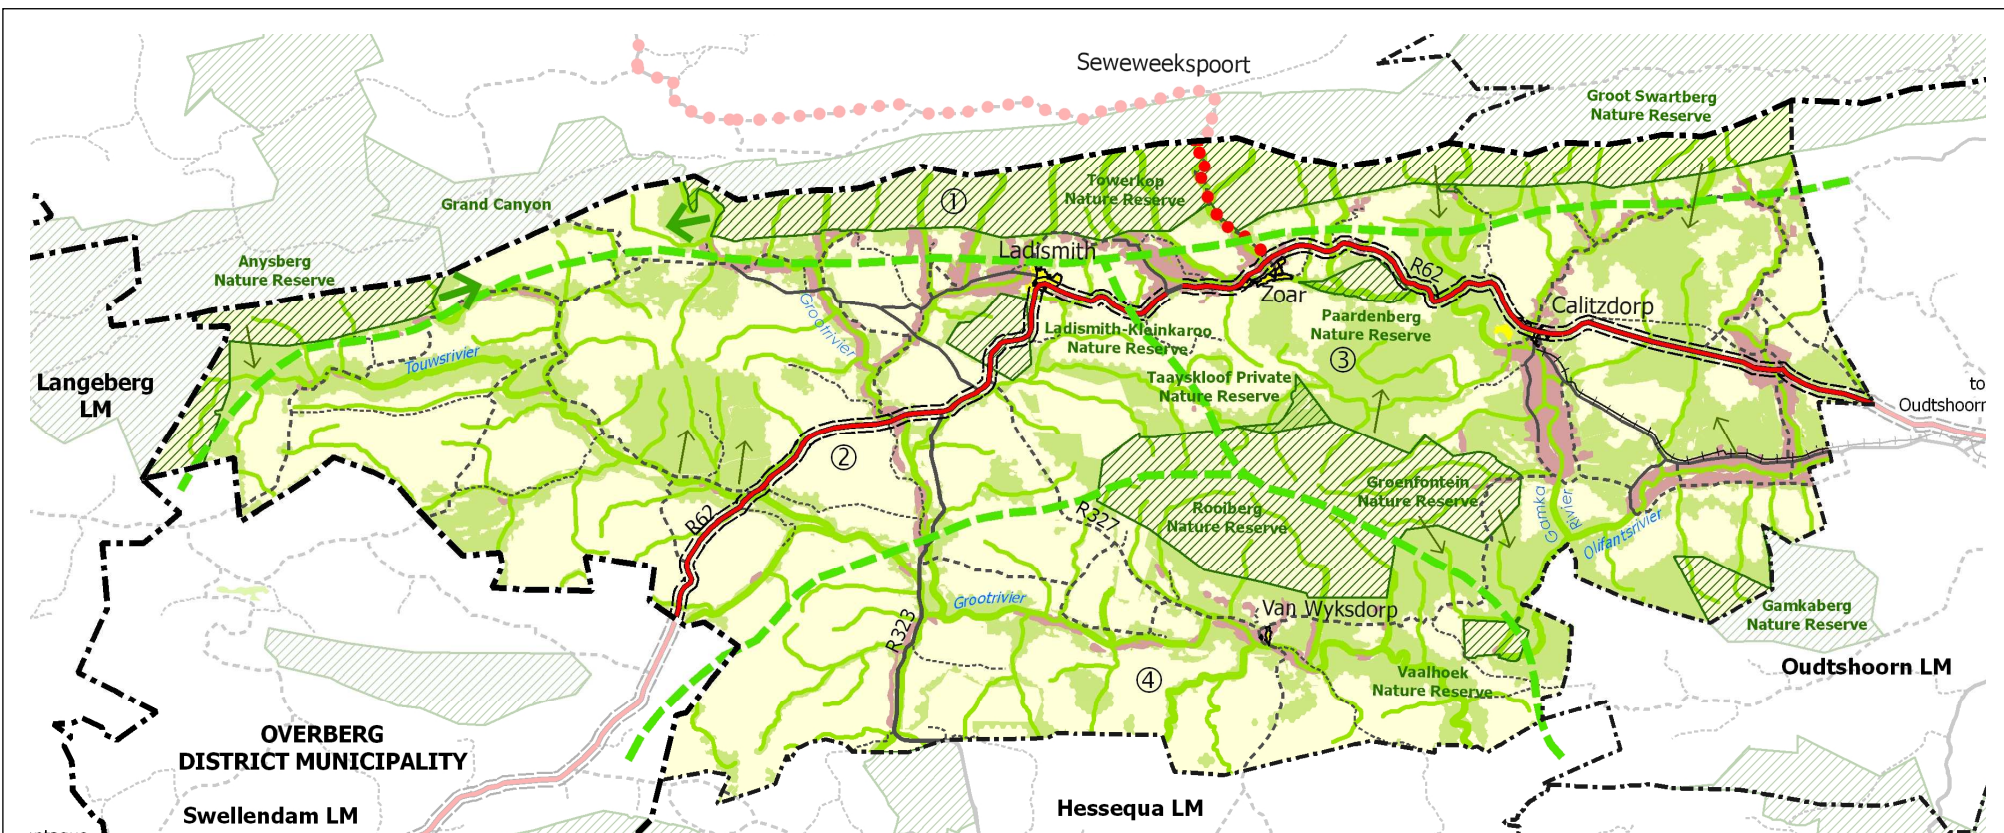 Seweweekspoort
Groot Swartberg
Nature Reserve
Towerkop
Nature Reserve
Grand Canyon
①
Ladismith
Anysberg
Nature Reserve
R62
Zoar
Calitzdorp
Grootrivier
Paardenberg
Nature Reserve
Ladismith-Kleinkaroo
Nature Reserve
③
Touwsrivier
Langeberg
LM
Taayskloof Private
Nature Reserve
to
Oudtshoorn
②
Groenfontein
Nature Reserve
Rooiberg
Nature Reserve
R62
R327
Gamka
Rivier
Olifantsrivier
Grootrivier
Van Wyksdorp
Gamkaberg
Nature Reserve
R323
Oudtshoorn LM
④
Vaalhoek
Nature Reserve
OVERBERG
DISTRICT MUNICIPALITY
Swellendam LM
Hessequa LM